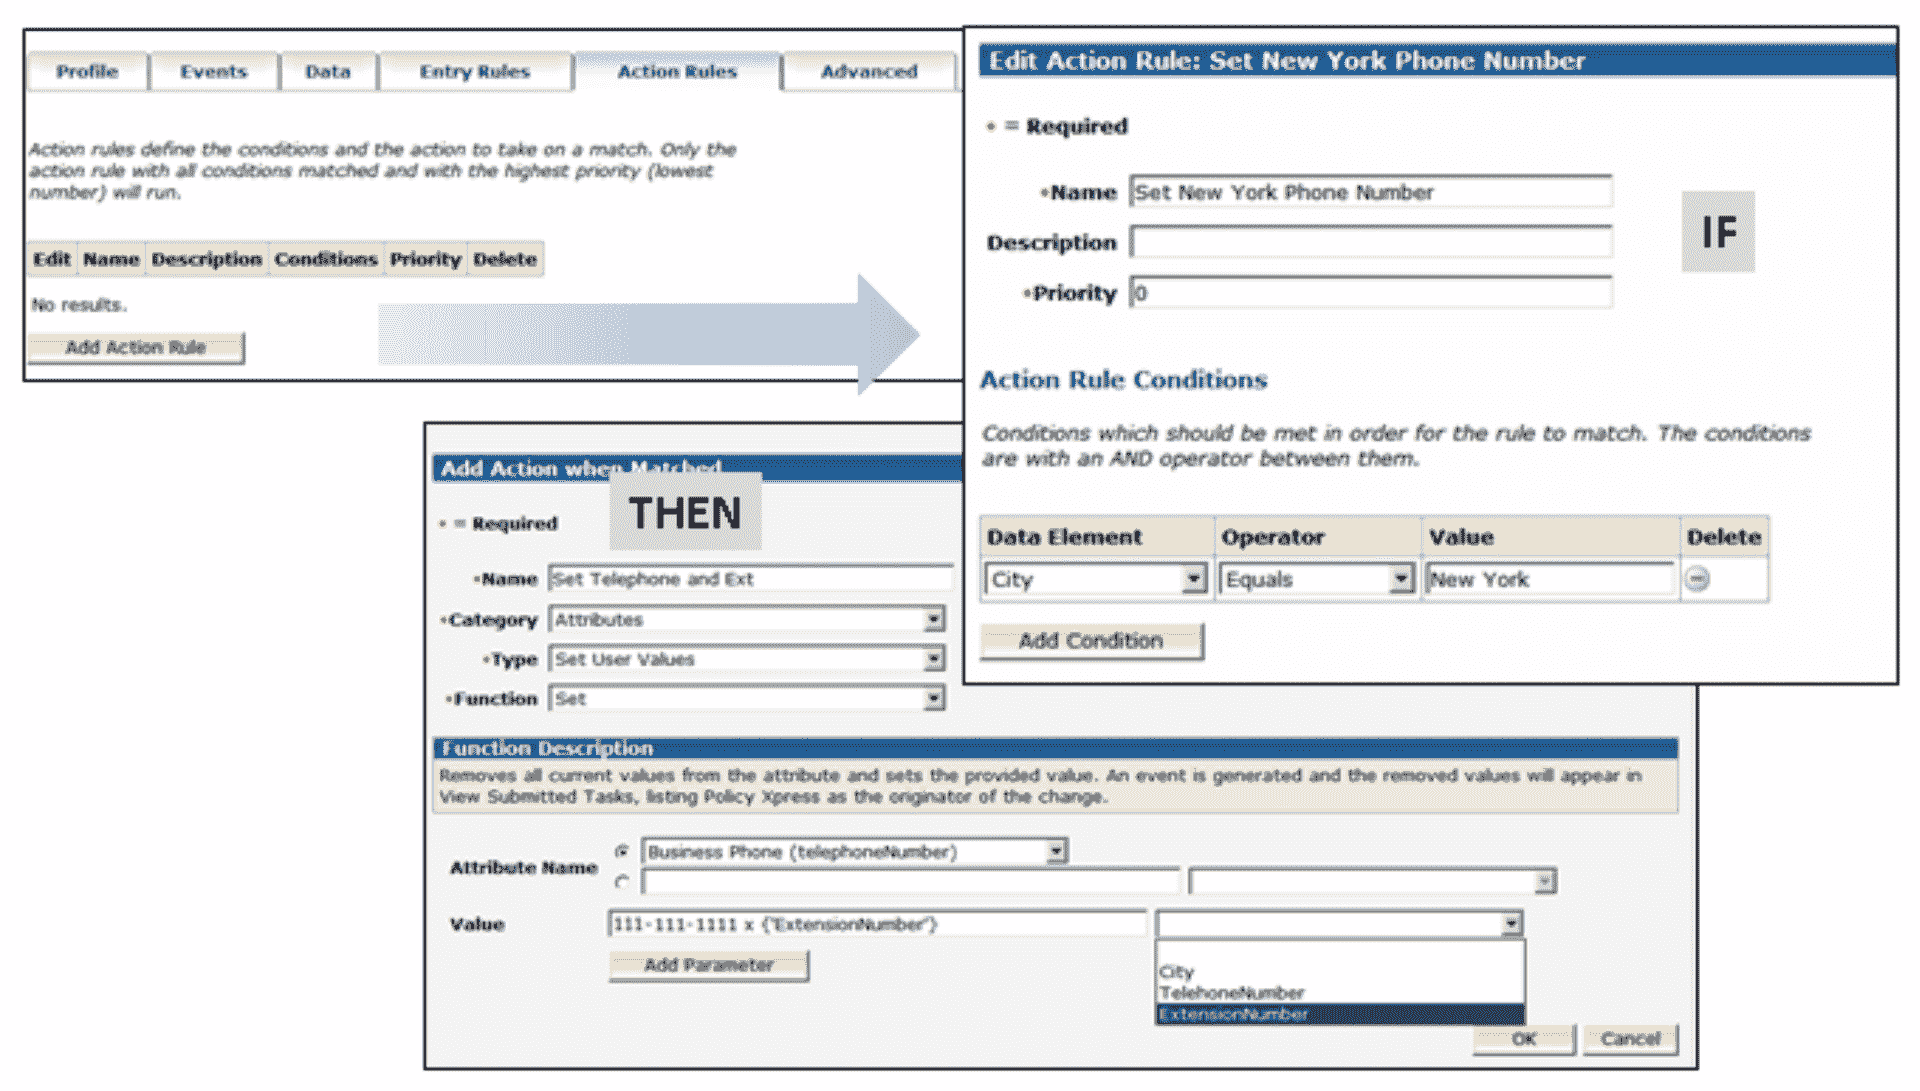 Profile Events Data Entry Rules Action Rules Advanced
Action rules define the conditions and the action to take on a match. Only the
action rule with all conditions matched and with the highest priority (lowest
number) will run.
Edit Name Description Conditions Priority Delete
No results.
Add Action Rule
Edit Action Rule: Set New York Phone Number
• = Required
•Name Set New York Phone Number
IF
Description
•Priority 0
Action Rule Conditions
Conditions which should be met in order for the rule to match. The conditions
are with an AND operator between them.
Data Element Operator Value Delete
City Equals New York
Add Condition
Add Action when Matched
THEN
• = Required
•Name Set Telephone and Ext
•Category Attributes
•Type Set User Values
•Function Set
Function Description
Removes all current values from the attribute and sets the provided value. An event is generated and the removed values will appear in
View Submitted Tasks, listing Policy Xpress as the originator of the change.
Attribute Name Business Phone (telephoneNumber)
Value 111-111-1111 x {'ExtensionNumber'}
Add Parameter
City
TelehoneNumber
ExtensionNumber
OK Cancel